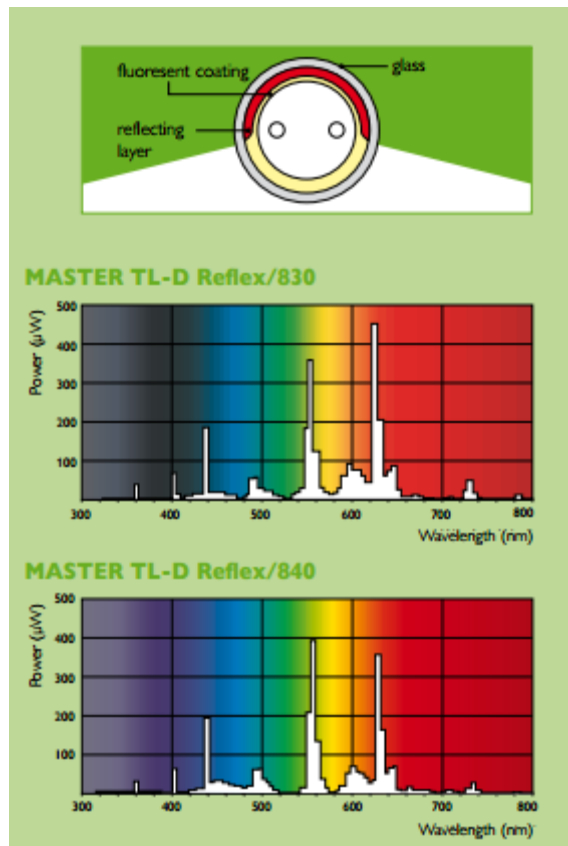 fluoresent coating
glass
reflecting
layer
MASTER TL-D Reflex/830
Power (µW)
500
400
300
200
100
300 400 500 600 700 800
Wavelength (nm)
MASTER TL-D Reflex/840
Power (µW)
500
400
300
200
100
300 400 500 600 700 800
Wavelength (nm)